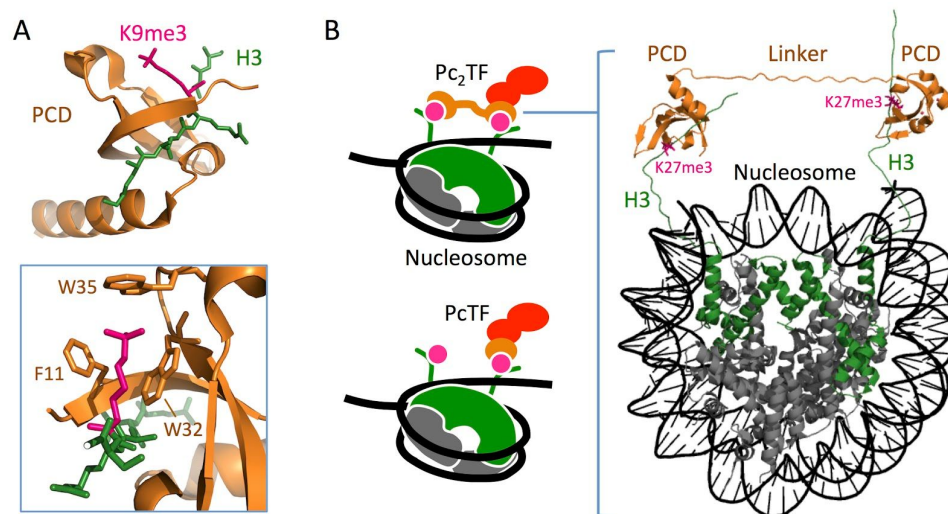 A
K9me3
H3
PCD
W35
F11
W32
B
Pc₂TF
Nucleosome
PcTF
PCD
Linker
PCD
K27me3
K27me3
H3
H3
Nucleosome